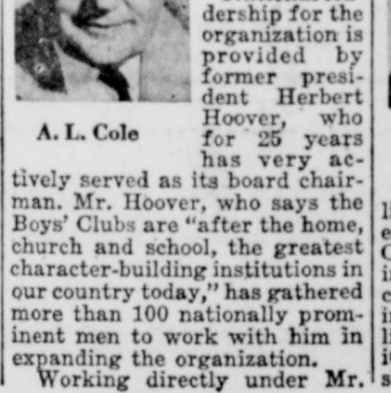 dership for the
organization is
provided by
former presi-
dent Herbert
Hoover, who
for 25 years
has very ac-
A. L. Cole
tively served as its board chair-
man. Mr. Hoover, who says the
Boys' Clubs are "after the home,
church and school, the greatest
character-building institutions in
our country today," has gathered
more than 100 nationally prom-
inent men to work with him in
expanding the organization.
Working directly under Mr.